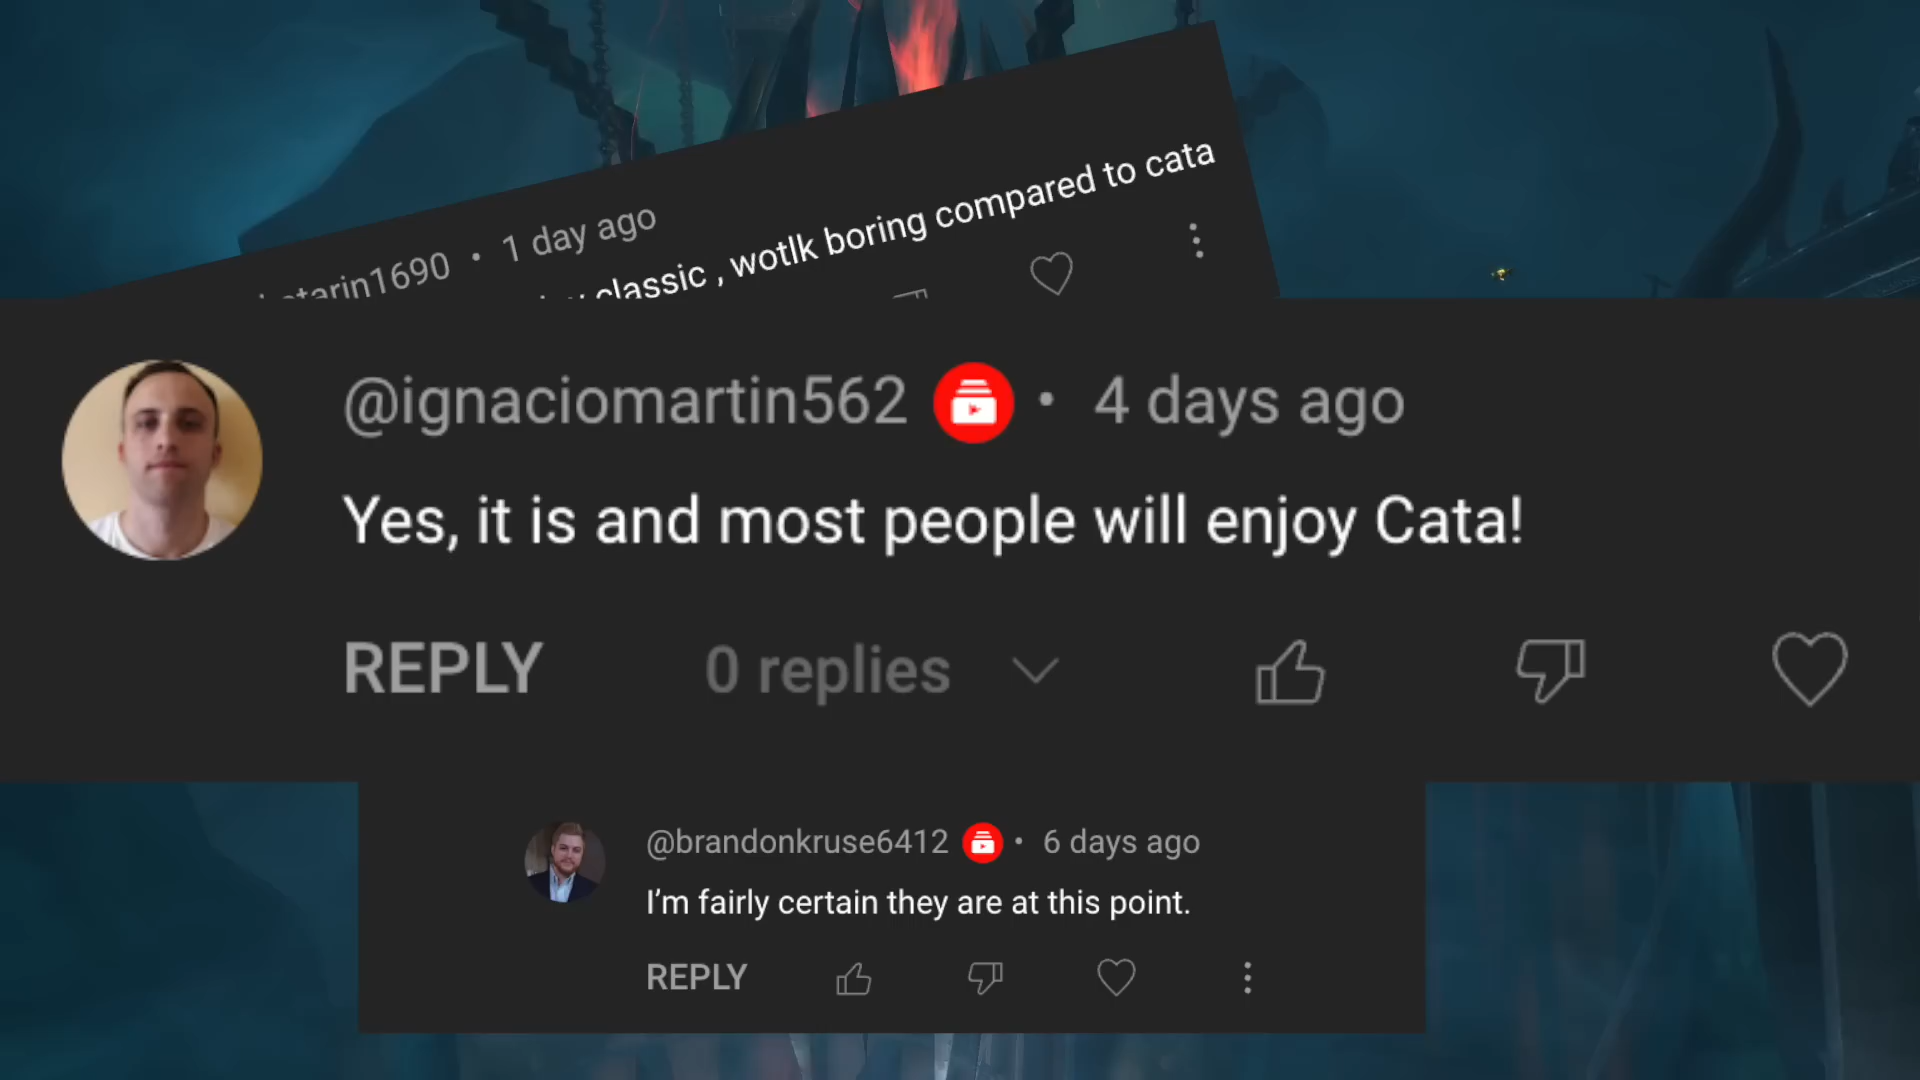 1 day ago
classic , wotlk boring compared to cata
@ignaciomartin562 • 4 days ago
Yes, it is and most people will enjoy Cata!
REPLY 0 replies
@brandonkruse6412 • 6 days ago
I’m fairly certain they are at this point.
REPLY